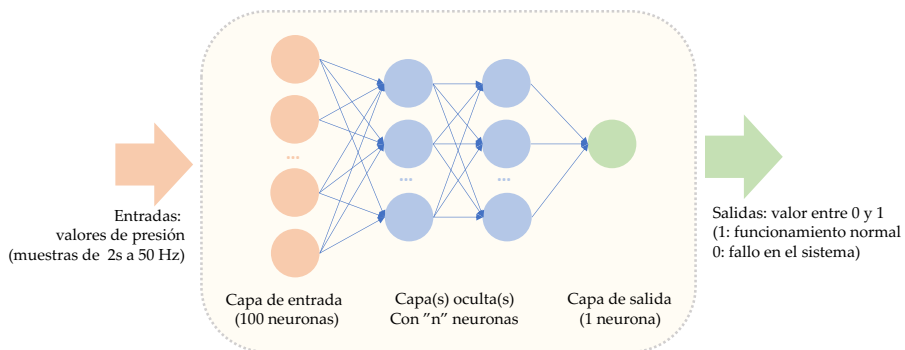 ...
...
...
Entradas:
valores de presión
(muestras de 2s a 50 Hz)
Salidas: valor entre 0 y 1
(1: funcionamiento normal
0: fallo en el sistema)
Capa de entrada
(100 neuronas)
Capa(s) oculta(s)
Con ”n” neuronas
Capa de salida
(1 neurona)